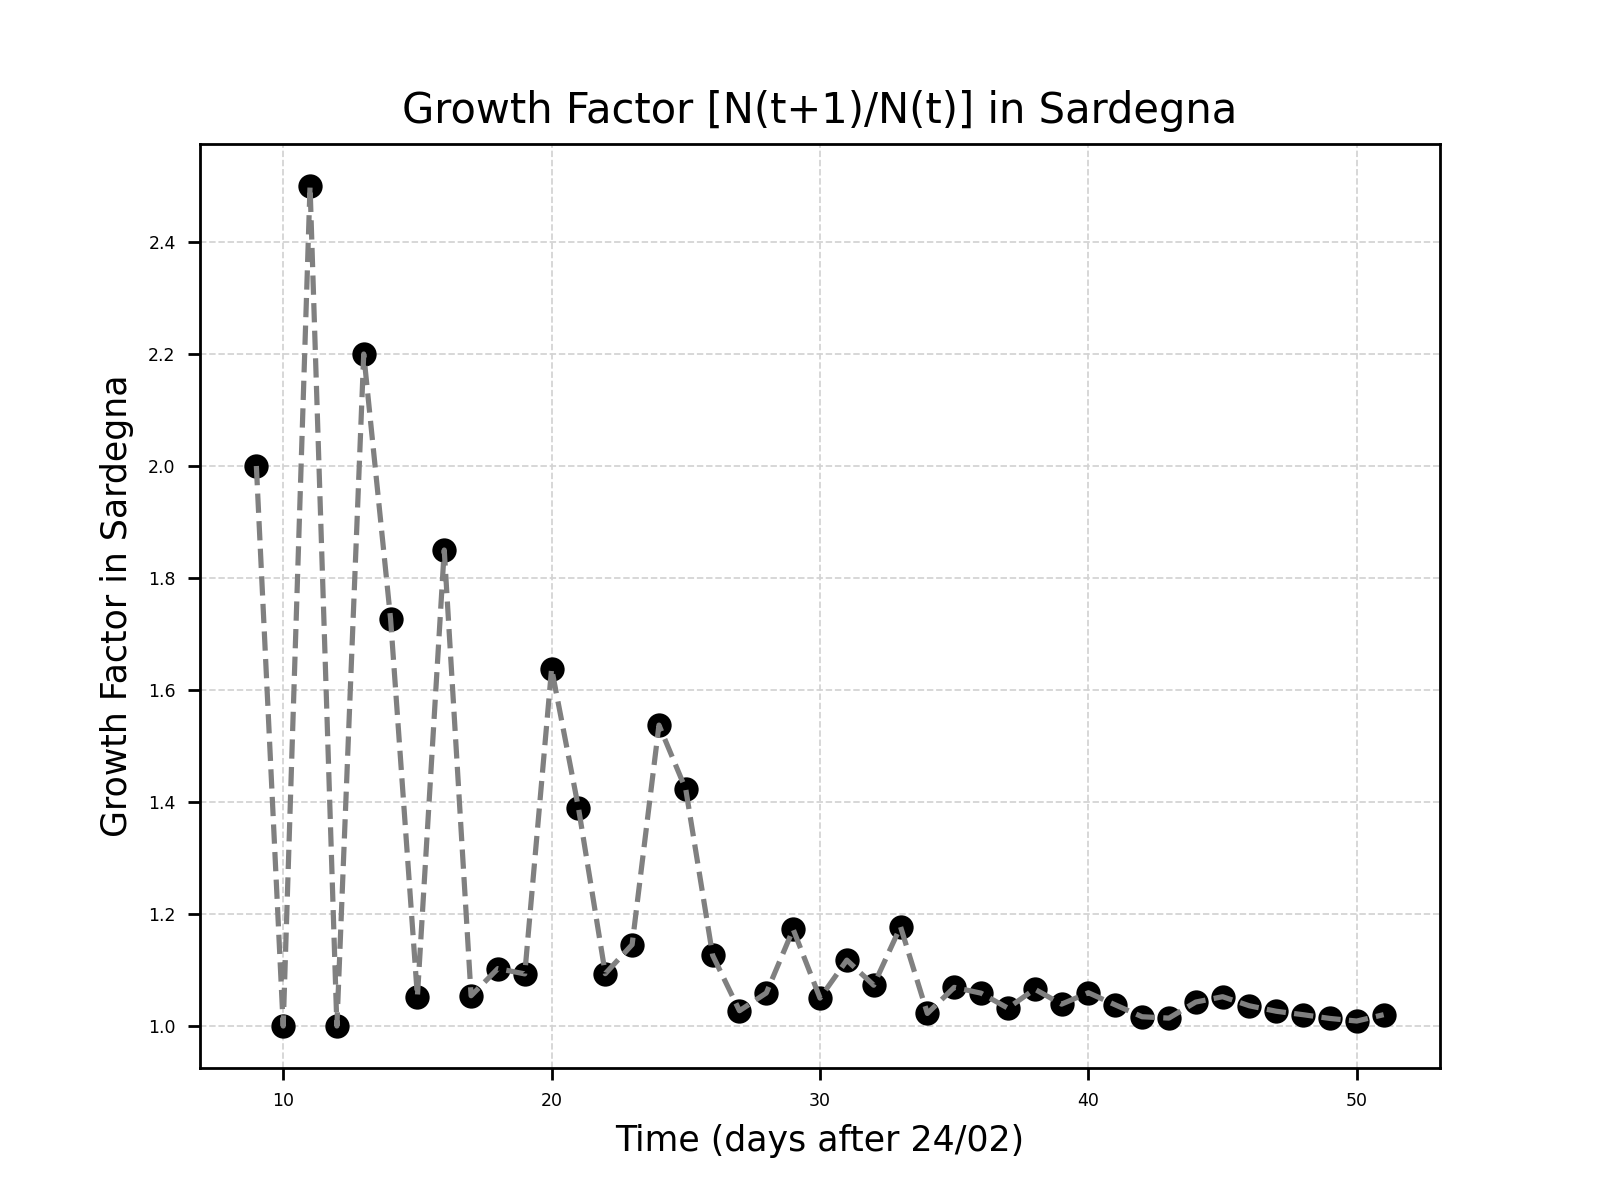 Growth Factor [N(t+1)/N(t)] in Sardegna
Growth Factor in Sardegna
2.4
2.2
2.0
1.8
1.6
1.4
1.2
1.0
10 20 30 40 50
Time (days after 24/02)